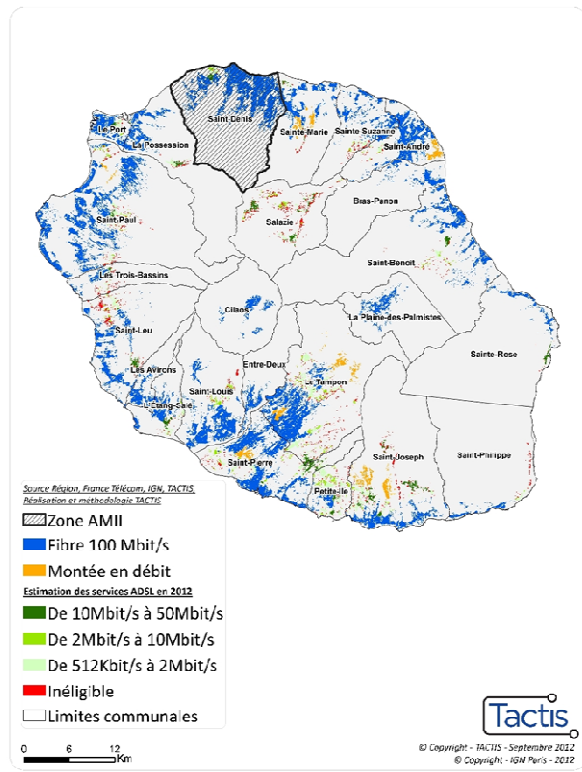 Saint-Denis
Le Port
La Possession
Sainte-Marie
Sainte-Suzanne
Saint-André
Saint-Paul
Salazie
Bras-Panon
Les Trois-Bassins
Saint-Benoit
Cilaos
La Plaine-des-Palmistes
Saint-Leu
Sainte-Rose
Les Avirons
Entre-Deux
Le Tampon
L'Etang-Salé
Saint-Louis
Saint-Pierre
Saint-Joseph
Saint-Philippe
Petite-Ile
Source Région, France Télécom, IGN, TACTIS,
Réalisation et méthodologie TACTIS
Zone AMII
Fibre 100 Mbit/s
Montée en débit
Estimation des services ADSL en 2012
De 10Mbit/s à 50Mbit/s
De 2Mbit/s à 10Mbit/s
De 512Kbit/s à 2Mbit/s
Inéligible
Limites communales
0 6 12
Km
Tactis
© Copyright - TACTIS - Septembre 2012
© Copyright - IGN Paris - 2012